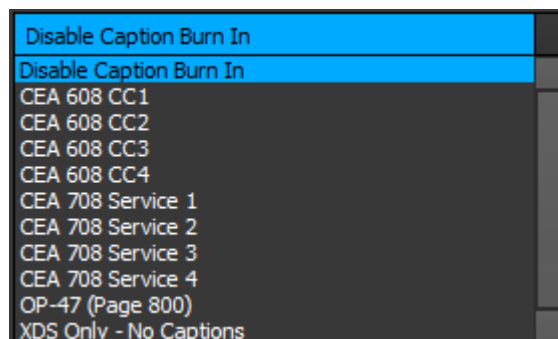 Disable Caption Burn In
Disable Caption Burn In
CEA 608 CC1
CEA 608 CC2
CEA 608 CC3
CEA 608 CC4
CEA 708 Service 1
CEA 708 Service 2
CEA 708 Service 3
CEA 708 Service 4
OP-47 (Page 800)
XDS Only - No Captions